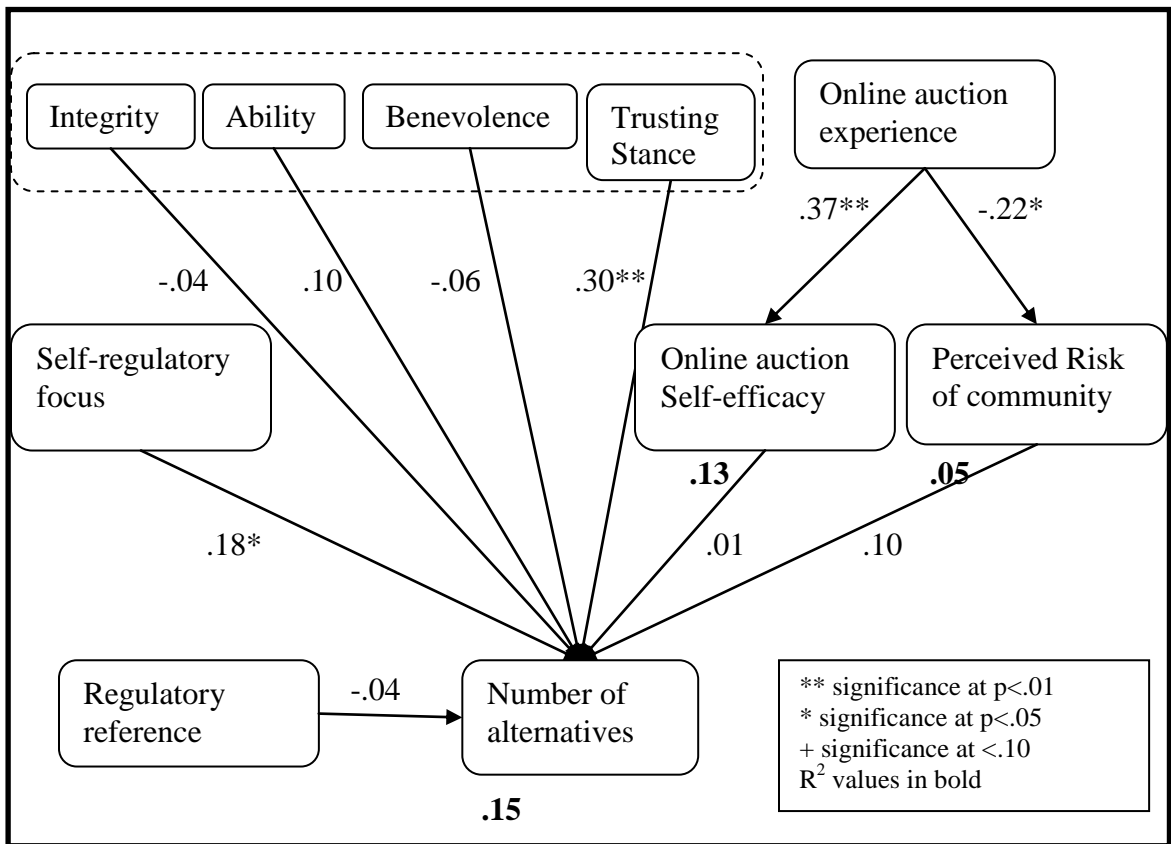 Integrity
Ability
Benevolence
Trusting
Stance
Online auction
experience
.37**
-.22*
-.04
.10
-.06
.30**
Self-regulatory
focus
Online auction
Self-efficacy
Perceived Risk
of community
.13
.05
.18*
.01
.10
Regulatory
reference
-.04
Number of
alternatives
.15
** significance at p<.01
* significance at p<.05
+ significance at <.10
R² values in bold